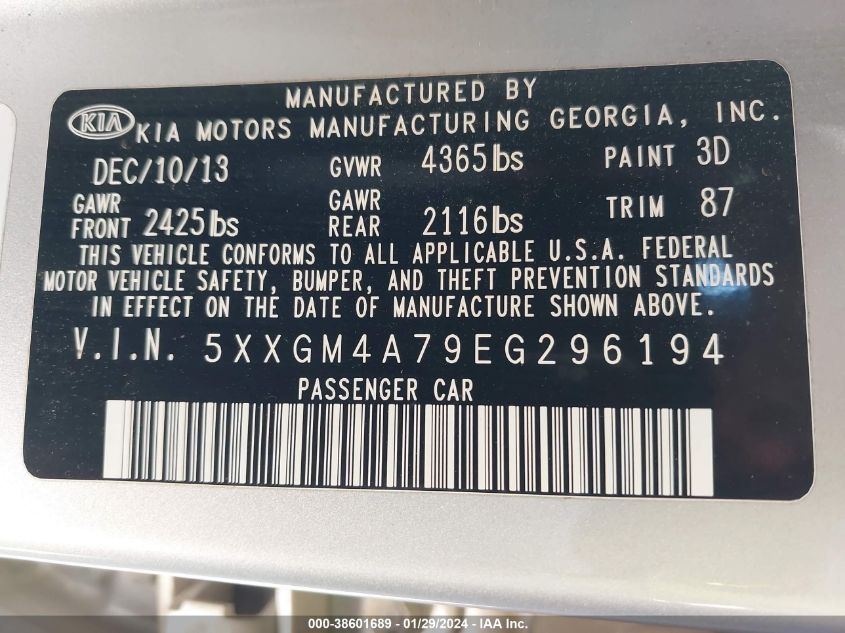 MANUFACTURED BY
KIA KIA MOTORS MANUFACTURING GEORGIA, INC.
DEC/10/13 GVWR 4365lbs PAINT 3D
GAWR FRONT 2425lbs GAWR REAR 2116lbs TRIM 87
THIS VEHICLE CONFORMS TO ALL APPLICABLE U.S.A. FEDERAL
MOTOR VEHICLE SAFETY, BUMPER, AND THEFT PREVENTION STANDARDS
IN EFFECT ON THE DATE OF MANUFACTURE SHOWN ABOVE.
V.I.N. 5XXGM4A79EG296194
PASSENGER CAR
000-38601689 - 01/29/2024 - IAA Inc.